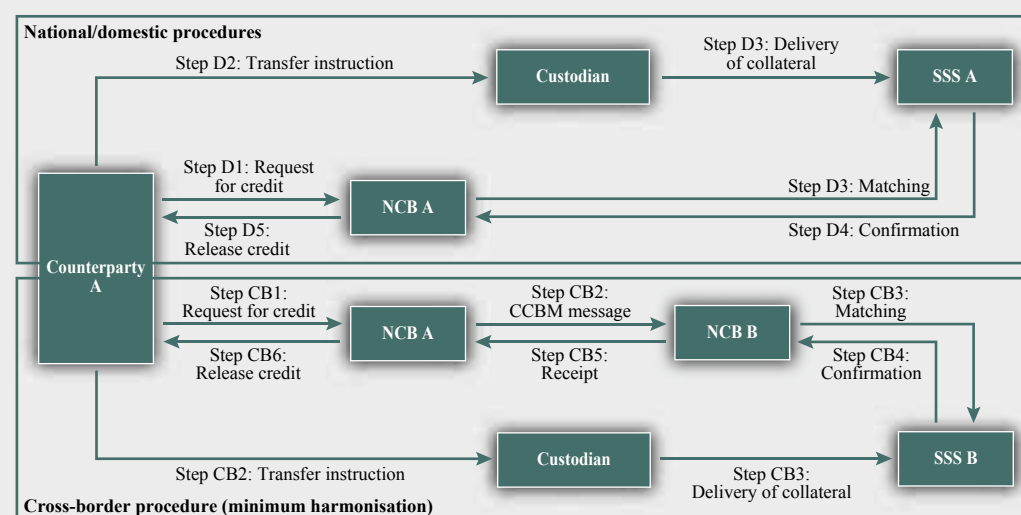 National/domestic procedures
Step D2: Transfer instruction
Custodian
Step D3: Delivery
of collateral
SSS A
Step D1: Request
for credit
NCB A
Step D3: Matching
Step D5:
Release credit
Step D4: Confirmation
Counterparty
A
Step CB1:
Request for credit
NCB A
Step CB2:
CCBM message
NCB B
Step CB3:
Matching
Step CB6:
Release credit
Step CB5:
Receipt
Step CB4:
Confirmation
Step CB2: Transfer instruction
Custodian
Step CB3:
Delivery of collateral
SSS B
Cross-border procedure (minimum harmonisation)